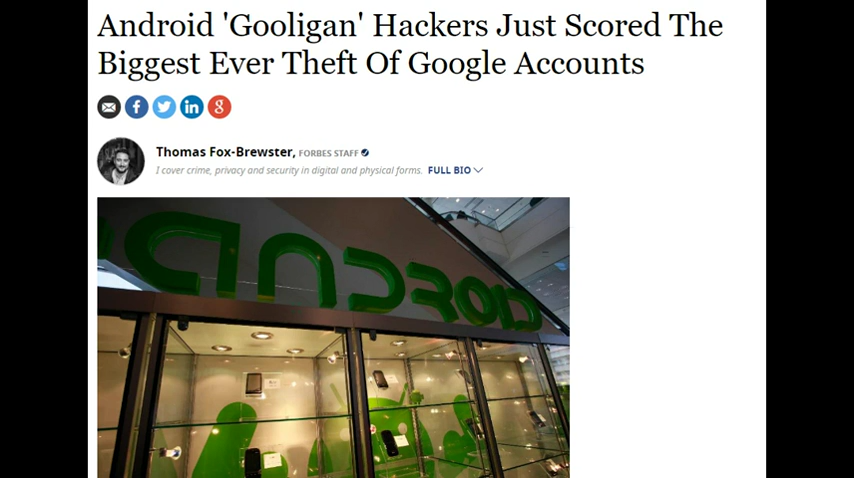 Android 'Gooligan' Hackers Just Scored The
Biggest Ever Theft Of Google Accounts
Thomas Fox-Brewster, FORBES STAFF
I cover crime, privacy and security in digital and physical forms. FULL BIO
ANDROID